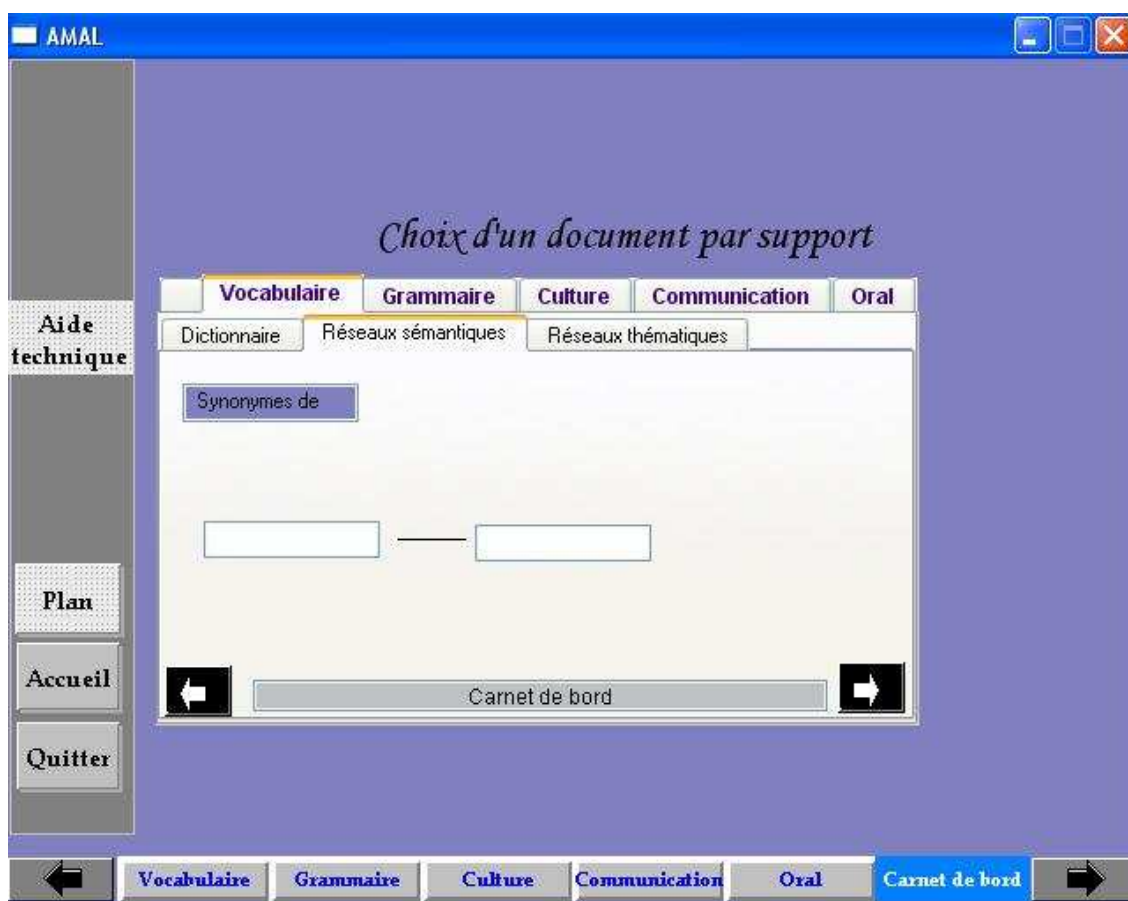 AMAL
Choix d'un document par support
Vocabulaire Grammaire Culture Communication Oral
Dictionnaire Réseaux sémantiques Réseaux thématiques
Aide
technique
Synonymes de
Plan
Accueil
Carnet de bord
Quitter
Vocabulaire Grammaire Culture Communication Oral Carnet de bord